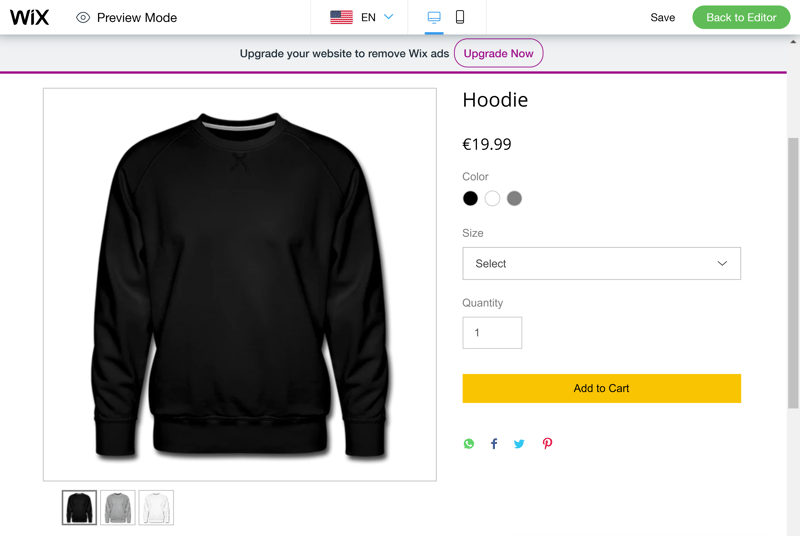 WiX Preview Mode EN Save Back to Editor
Upgrade your website to remove Wix ads Upgrade Now
Hoodie
€19.99
Color
Size
Select
Quantity
1
Add to Cart